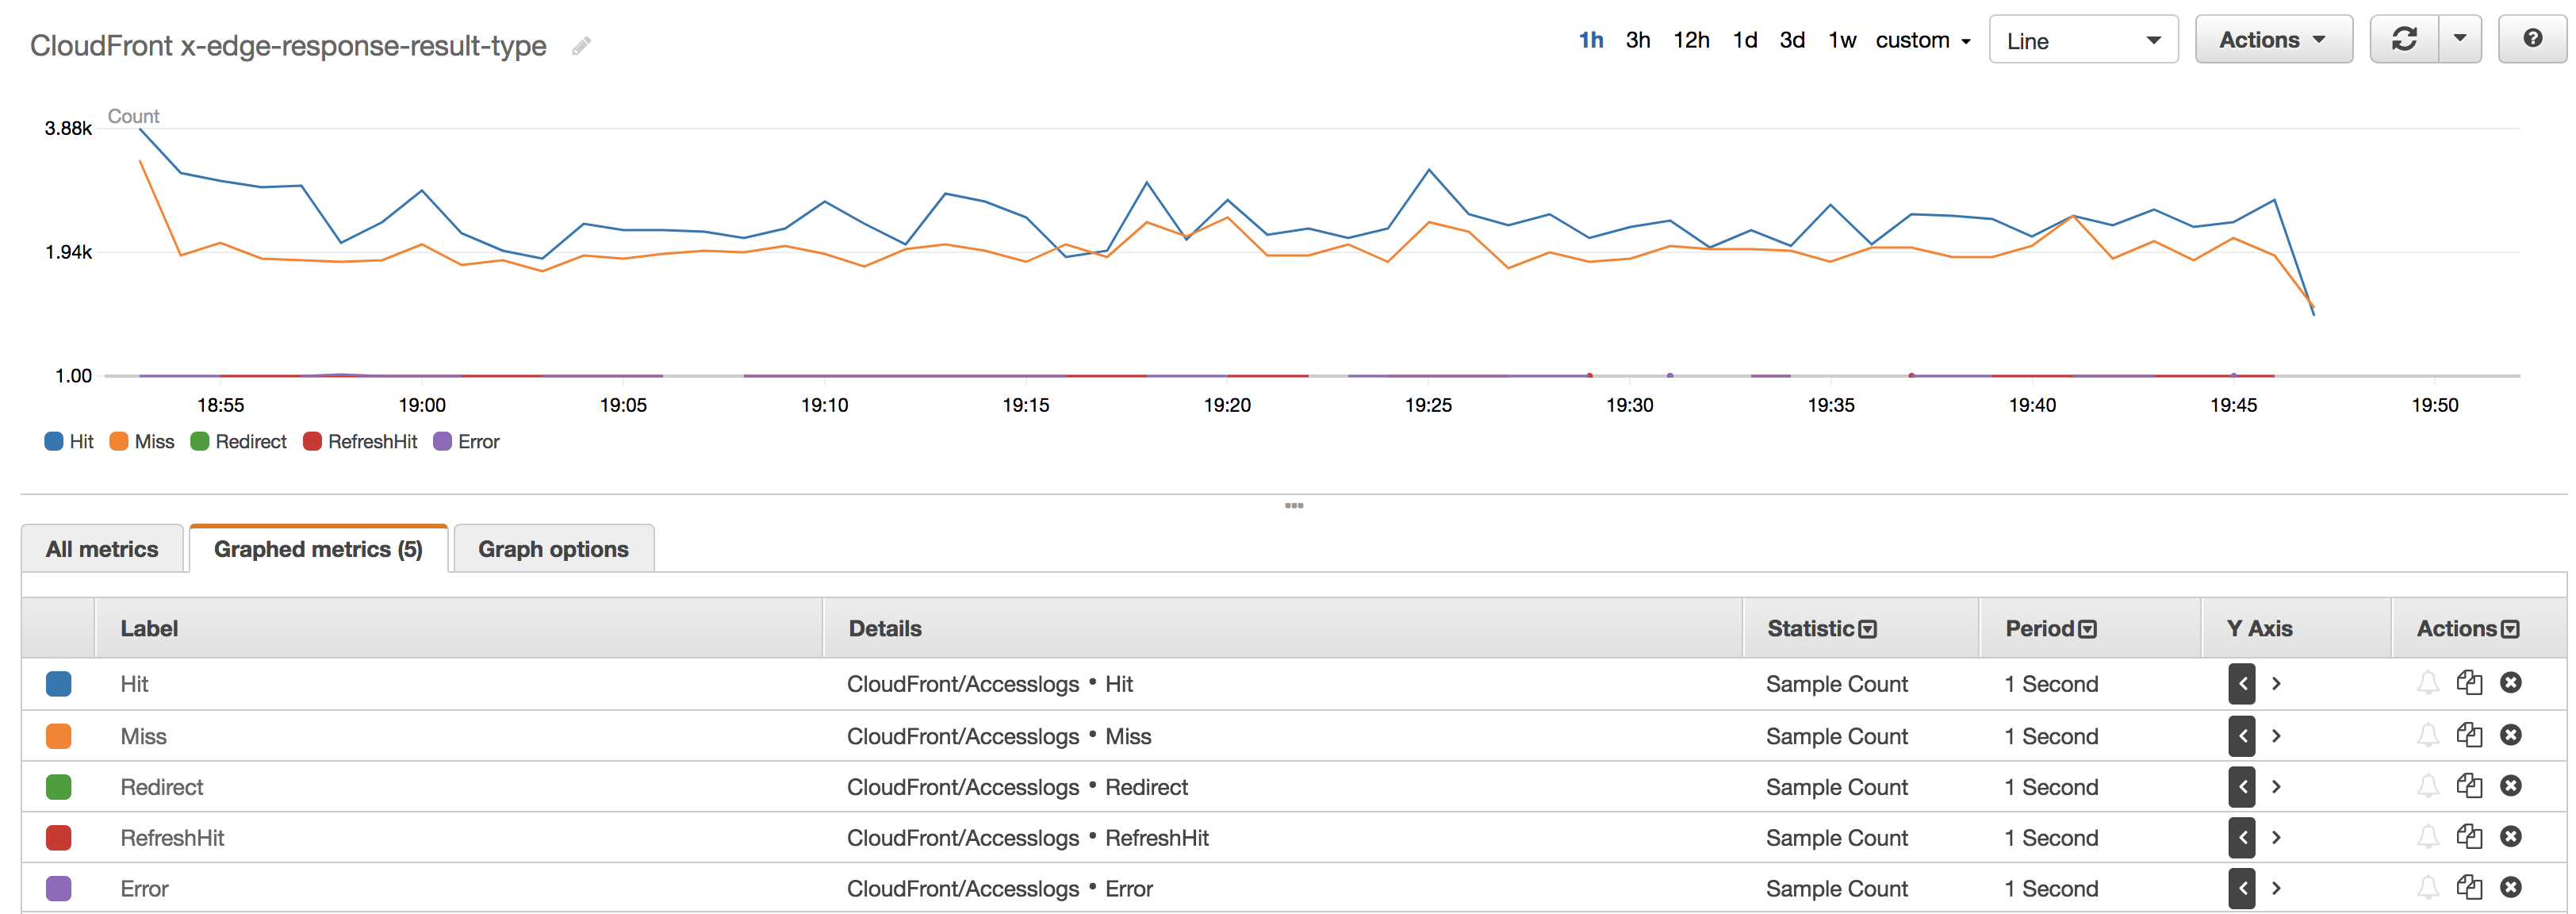 CloudFront x-edge-response-result-type
1h 3h 12h 1d 3d 1w custom Line Actions ?
Count
3.88k
1.94k
1.00
18:55 19:00 19:05 19:10 19:15 19:20 19:25 19:30 19:35 19:40 19:45 19:50
Hit Miss Redirect RefreshHit Error
All metrics Graphed metrics (5) Graph options
Label Details Statistic Period Y Axis Actions
Hit CloudFront/Accesslogs • Hit Sample Count 1 Second < >
Miss CloudFront/Accesslogs • Miss Sample Count 1 Second < >
Redirect CloudFront/Accesslogs • Redirect Sample Count 1 Second < >
RefreshHit CloudFront/Accesslogs • RefreshHit Sample Count 1 Second < >
Error CloudFront/Accesslogs • Error Sample Count 1 Second < >